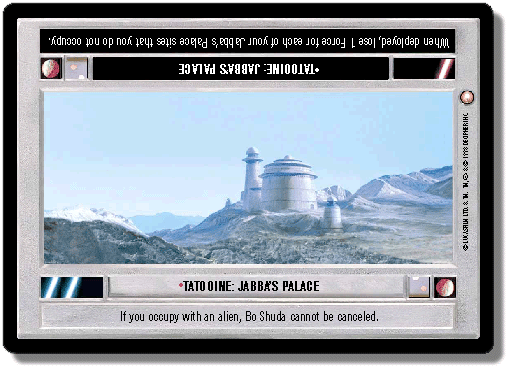 When deployed, lose 1 Force for each of your Jabba's Palace sites that you do not occupy.
•TATOOINE: JABBA'S PALACE
•TATOOINE: JABBA'S PALACE
If you occupy with an alien, Bo Shuda cannot be canceled.